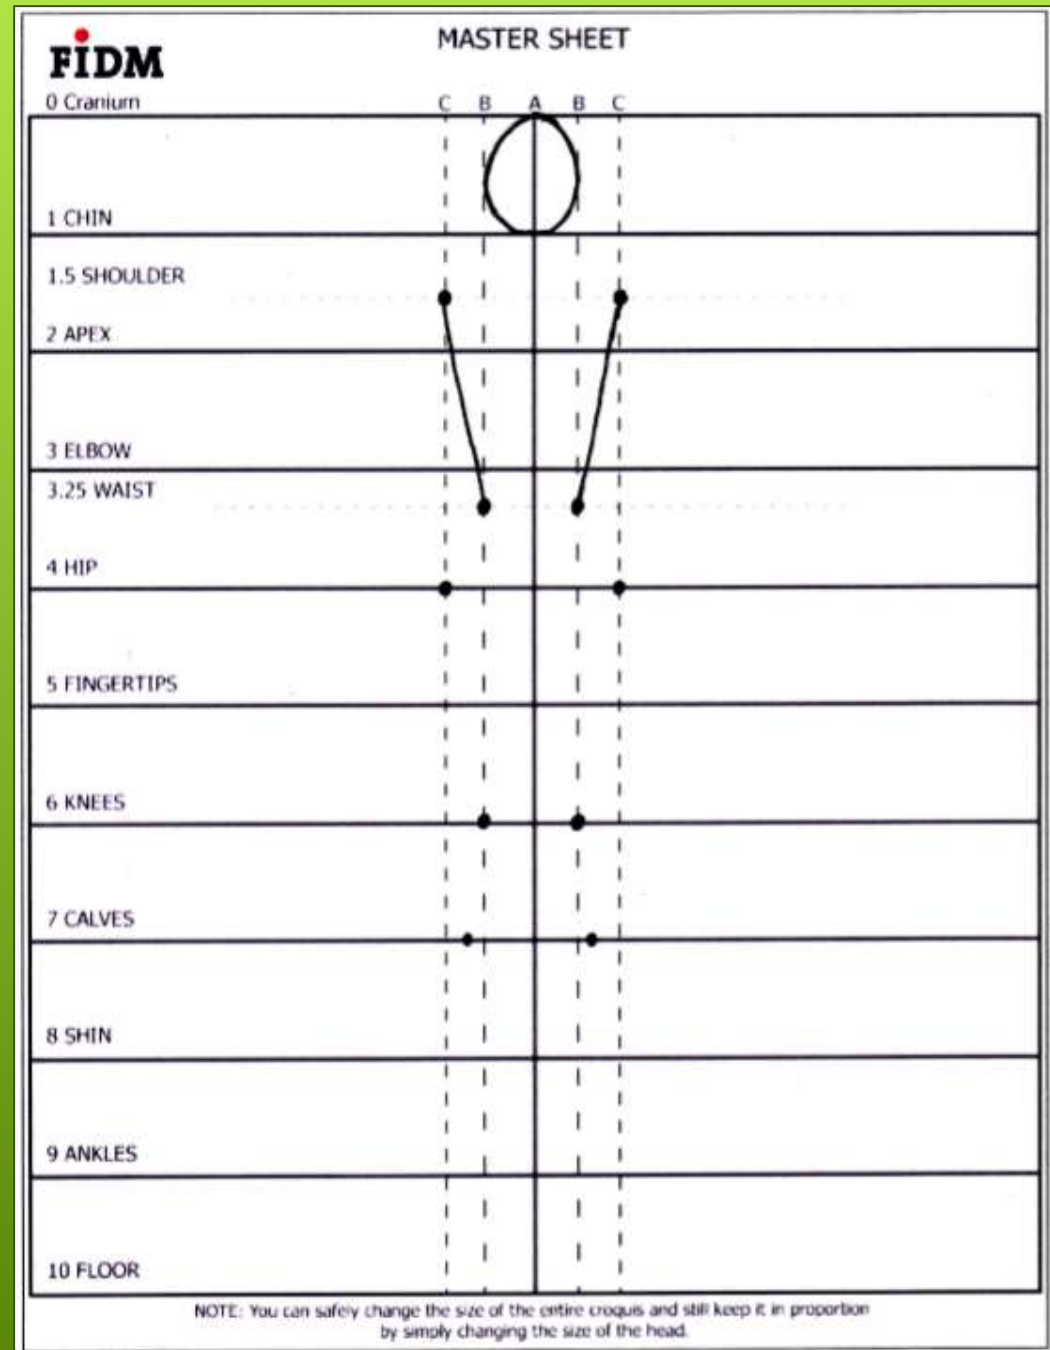 FIDM
MASTER SHEET
0 Cranium
C B A B C
1 CHIN
1.5 SHOULDER
2 APEX
3 ELBOW
3.25 WAIST
4 HIP
5 FINGERTIPS
6 KNEES
7 CALVES
8 SHIN
9 ANKLES
10 FLOOR
NOTE: You can safely change the size of the entire croquis and still keep it in proportion
by simply changing the size of the head.